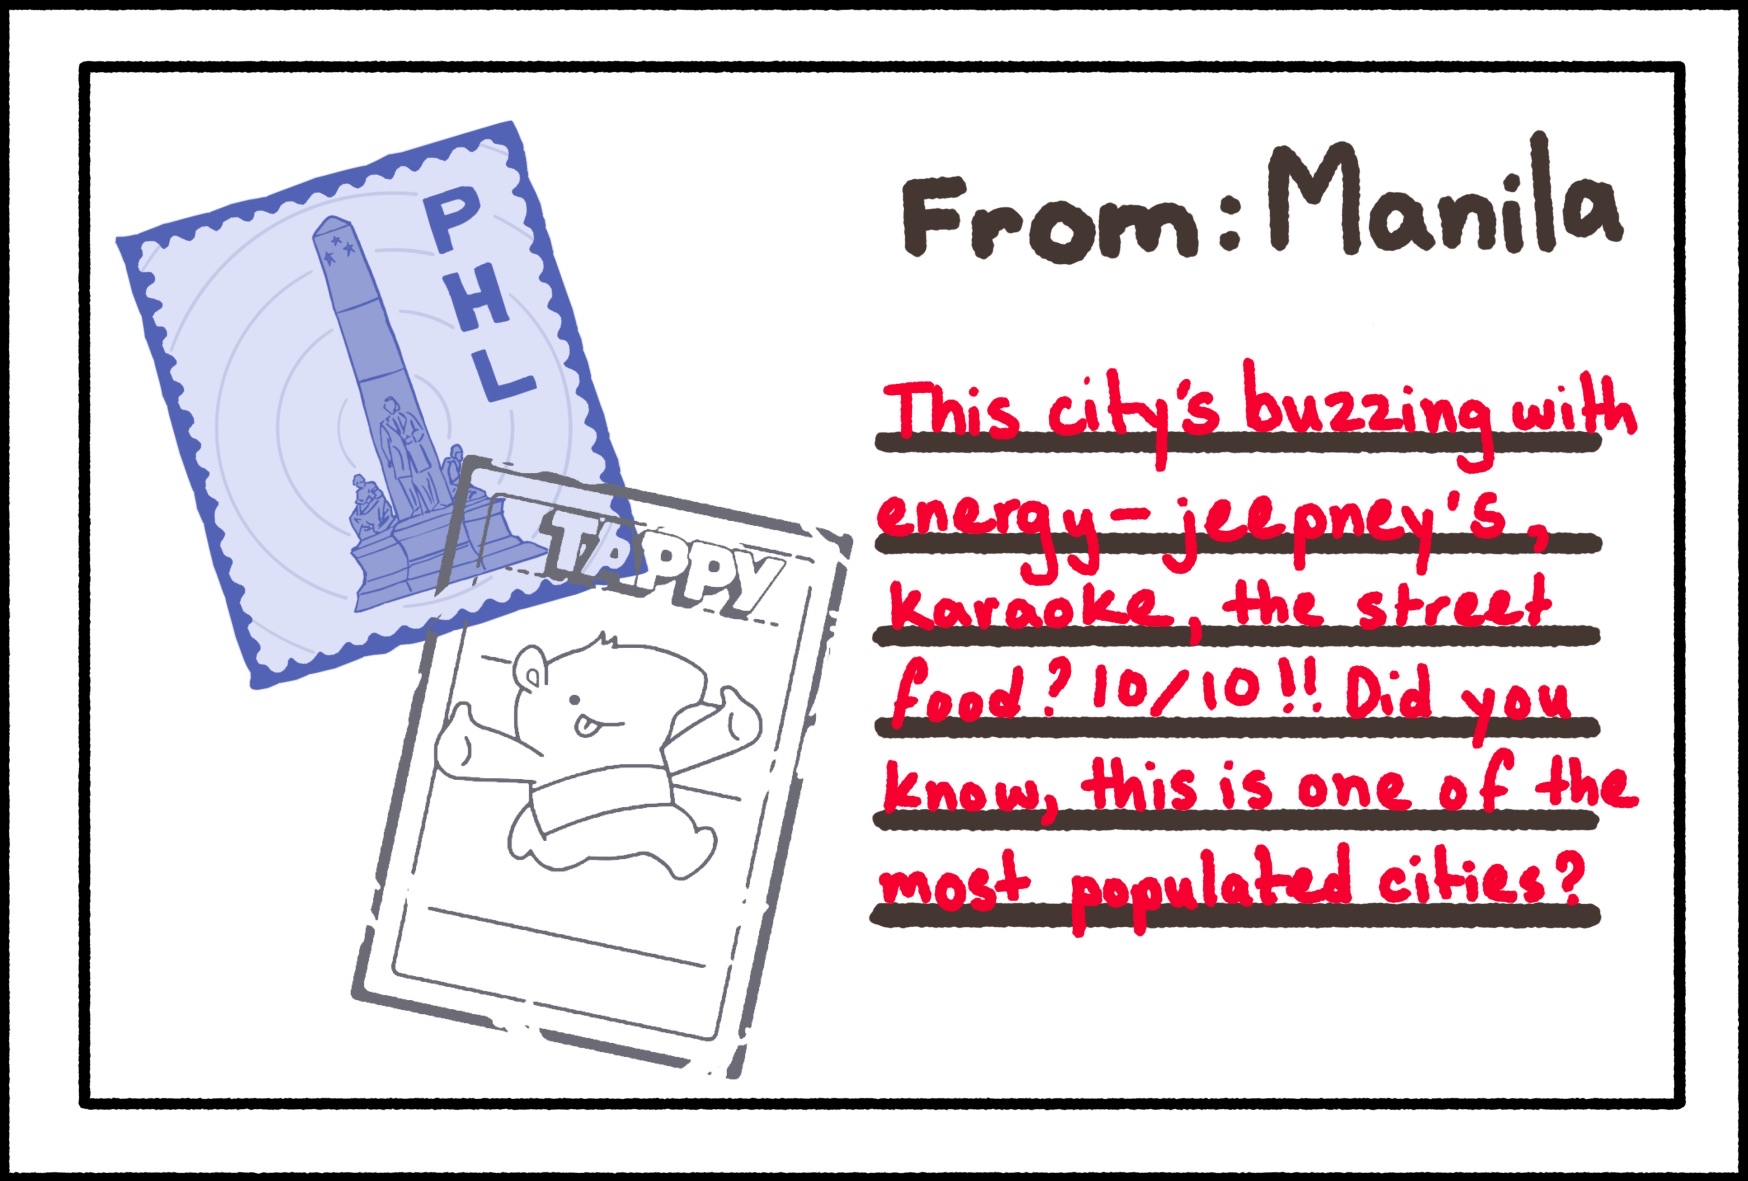 PHL
TAPPY
From: Manila
This city's buzzing with
energy - jeepney's,
karaoke, the street
food? 10/10!! Did you
know, this is one of the
most populated cities?